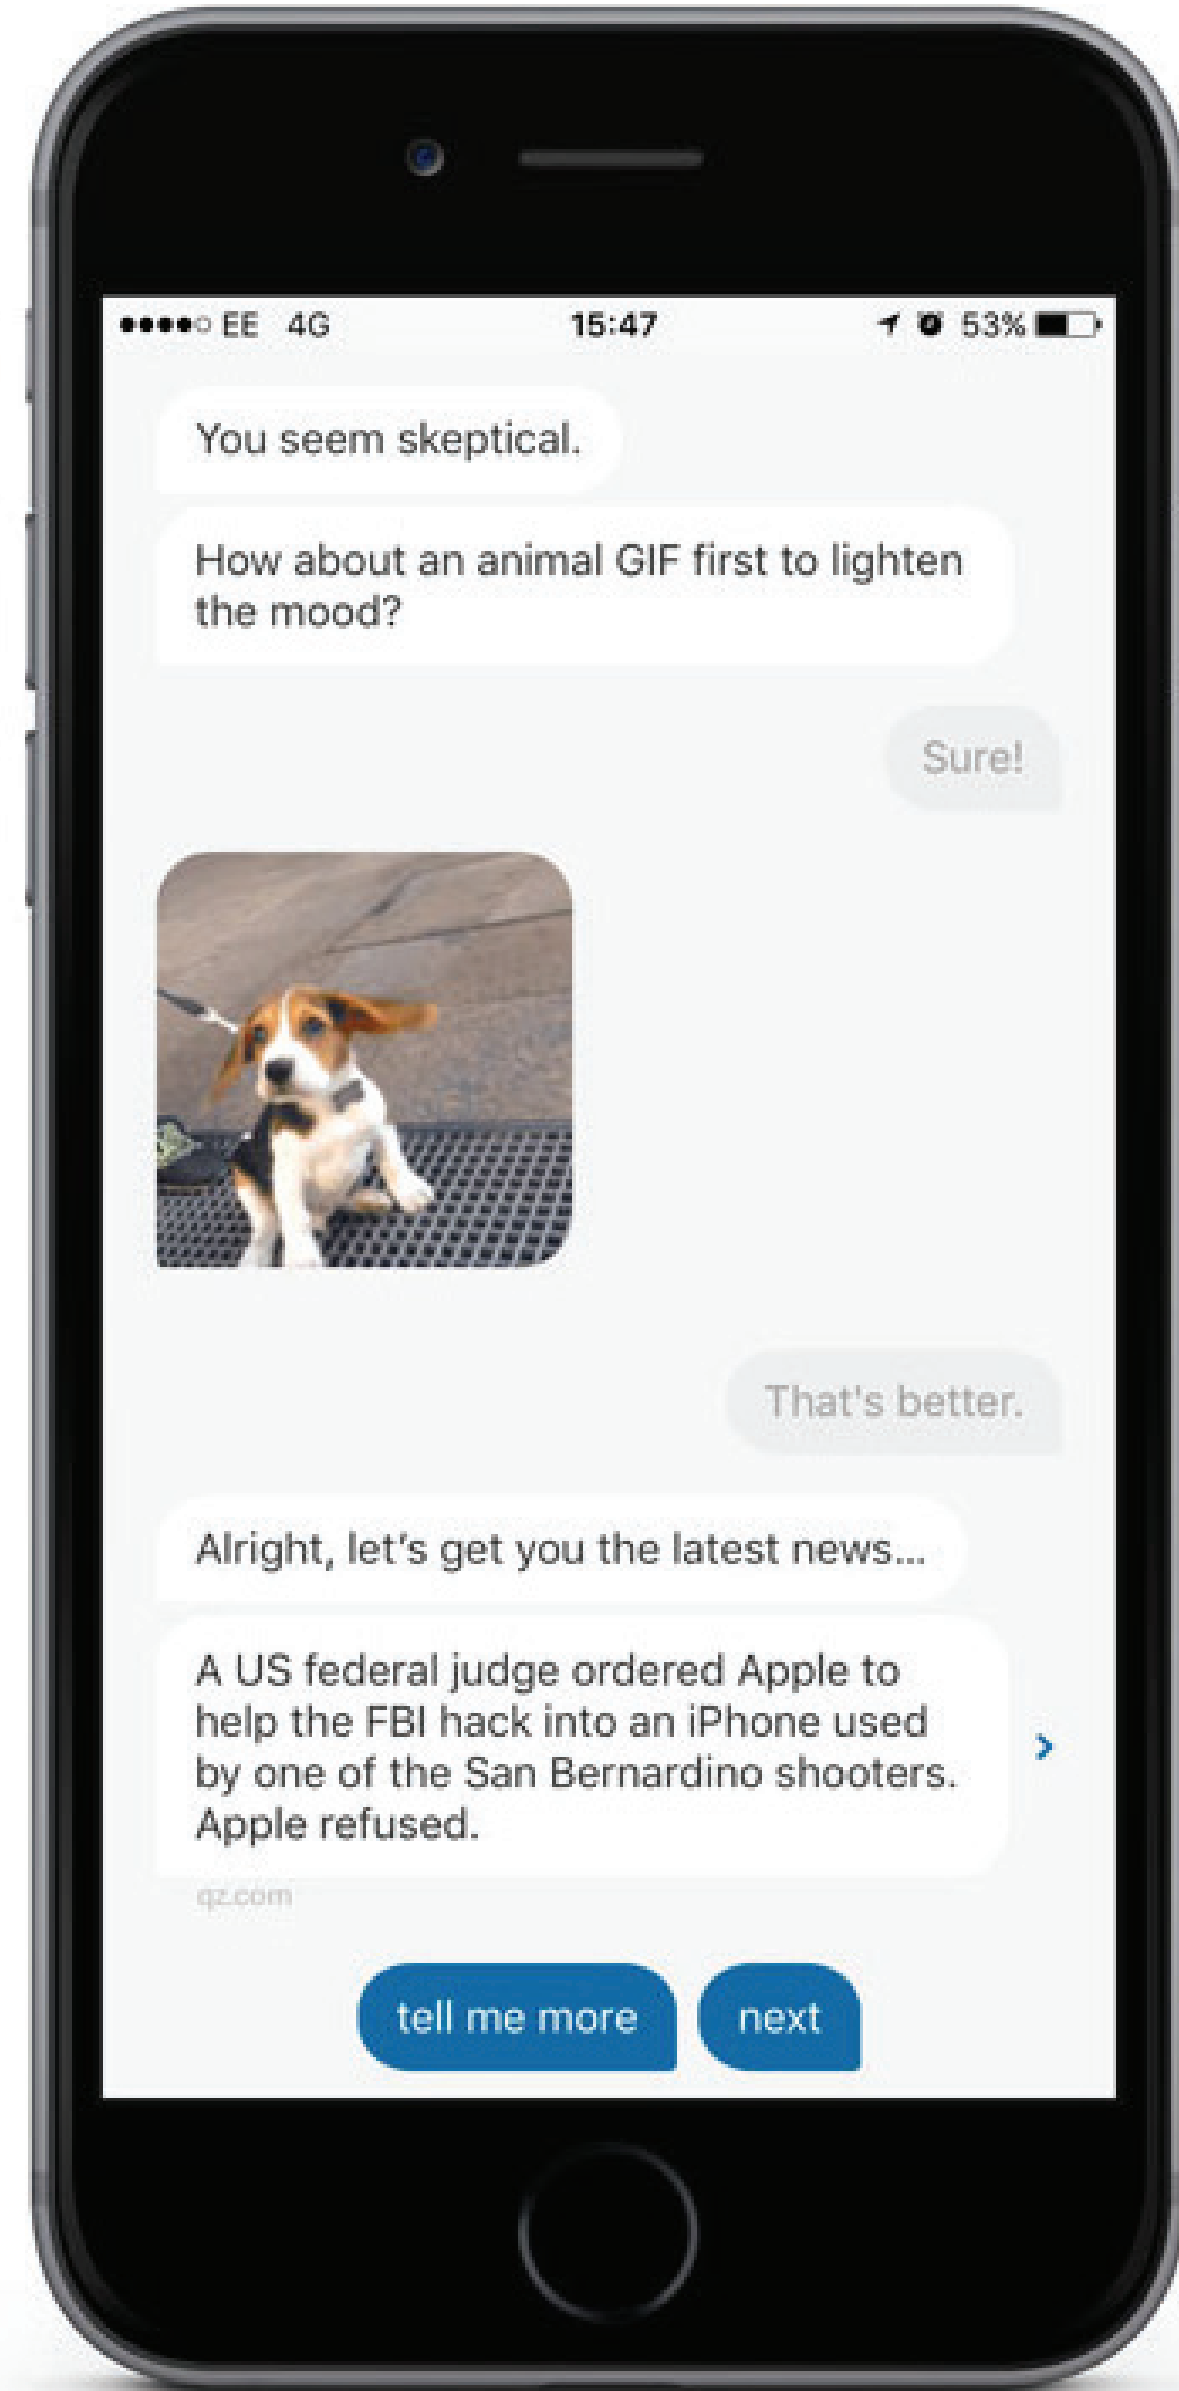 EE 4G 15:47 53%
You seem skeptical.
How about an animal GIF first to lighten
the mood?
Sure!
That's better.
Alright, let's get you the latest news...
A US federal judge ordered Apple to
help the FBI hack into an iPhone used
by one of the San Bernardino shooters.
Apple refused.
qz.com
tell me more
next